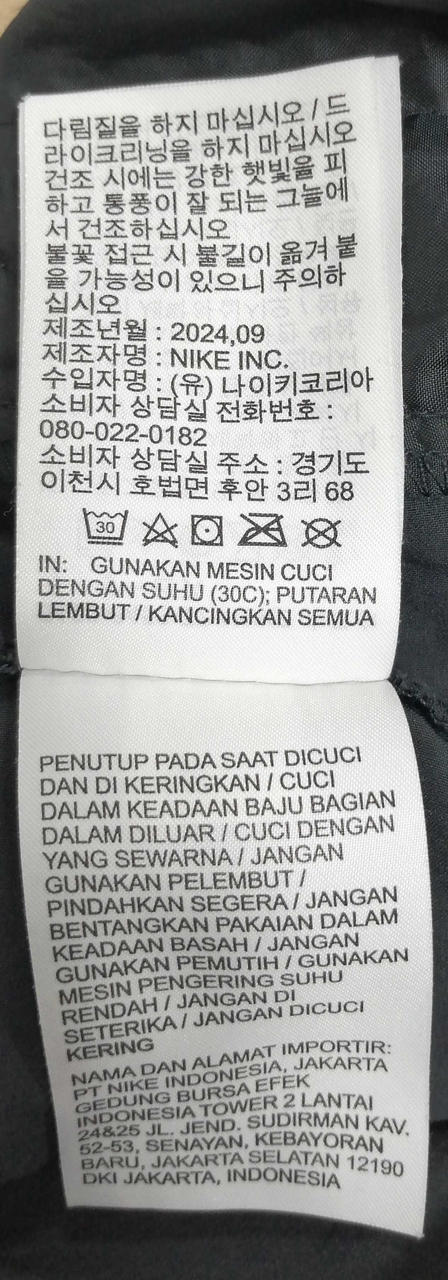 다림질을 하지 마십시오 / 드
라이크리닝을 하지 마십시오
건조 시에는 강한 햇빛을 피
하고 통풍이 잘 되는 그늘에
서 건조하십시오
불꽃 접근 시 불길이 옮겨 붙
을 가능성이 있으니 주의하
십시오
제조년월 : 2024,09
제조자명 : NIKE INC.
수입자명 : (유) 나이키코리아
소비자 상담실 전화번호 :
080-022-0182
소비자 상담실 주소 : 경기도
이천시 호법면 후안 3리 68
30
IN: GUNAKAN MESIN CUCI
DENGAN SUHU (30C); PUTARAN
LEMBUT / KANCINGKAN SEMUA
PENUTUP PADA SAAT DICUCI
DAN DI KERINGKAN / CUCI
DALAM KEADAAN BAJU BAGIAN
DALAM DILUAR / CUCI DENGAN
YANG SEWARNA / JANGAN
GUNAKAN PELEMBUT /
PINDAHKAN SEGERA / JANGAN
BENTANGKAN PAKAIAN DALAM
KEADAAN BASAH / JANGAN
GUNAKAN PEMUTIH / GUNAKAN
MESIN PENGERING SUHU
RENDAH / JANGAN DI
SETERIKA / JANGAN DICUCI
KERING
NAMA DAN ALAMAT IMPORTIR:
PT NIKE INDONESIA, JAKARTA
GEDUNG BURSA EFEK
INDONESIA TOWER 2 LANTAI
24&25 JL. JEND. SUDIRMAN KAV.
52-53, SENAYAN, KEBAYORAN
BARU, JAKARTA SELATAN 12190
DKI JAKARTA, INDONESIA